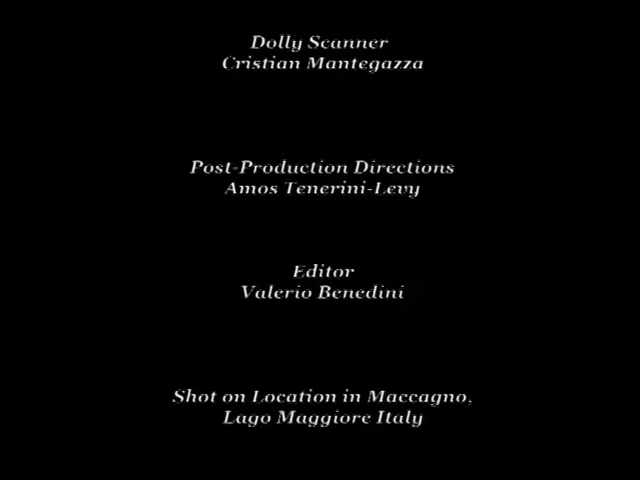 Dolly Scanner
Cristian Mantegazza
Post-Production Directions
Amos Tenerini-Levy
Editor
Valerio Benedini
Shot on Location in Maccagno,
Lago Maggiore Italy